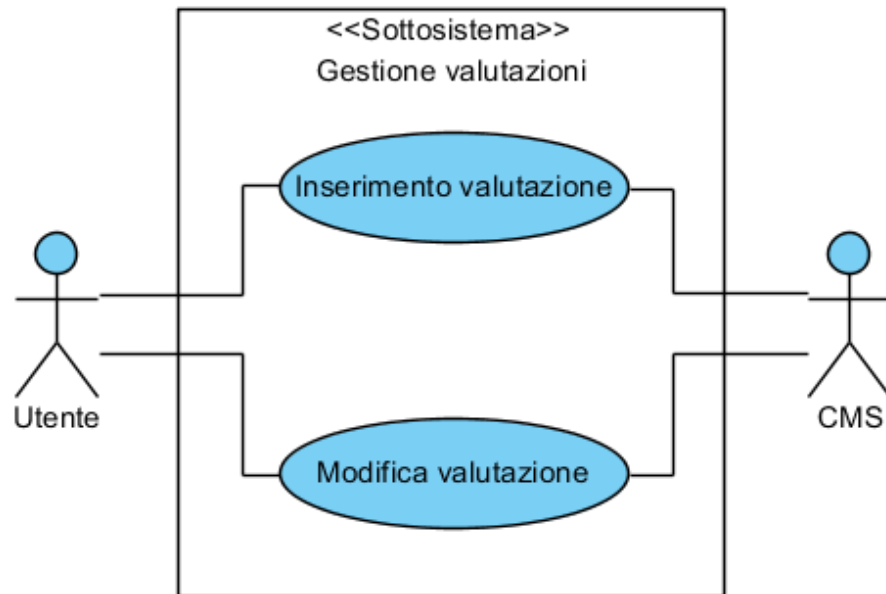 <<Sottosistema>>
Gestione valutazioni
Inserimento valutazione
Utente
CMS
Modifica valutazione